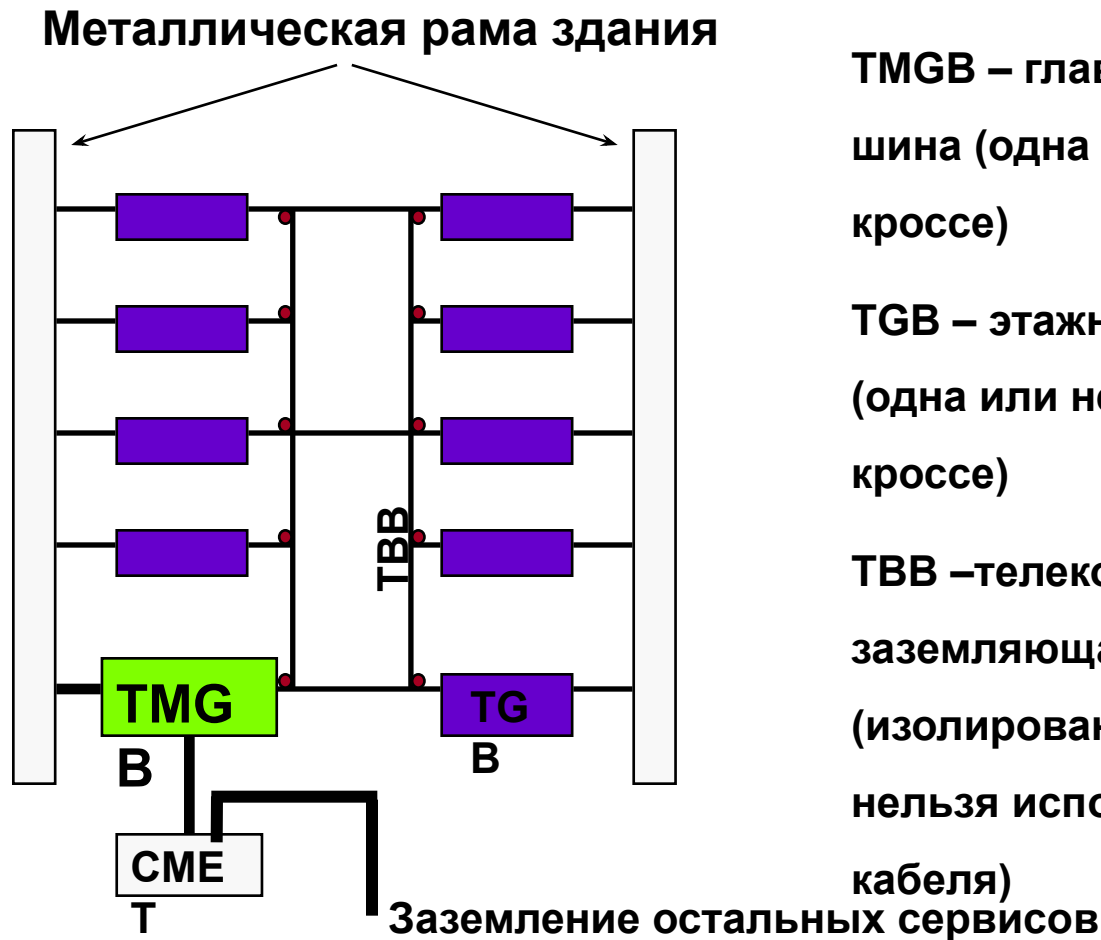 Металлическая рама здания
TMGB – глав
шина (одна
кроссе)
TGB – этажн
(одна или не
кроссе)
TBB –телеко
заземляюща
(изолирован
нельзя испо
кабеля)
TBB
TMG
B
TG
B
CME
T
Заземление остальных сервисов